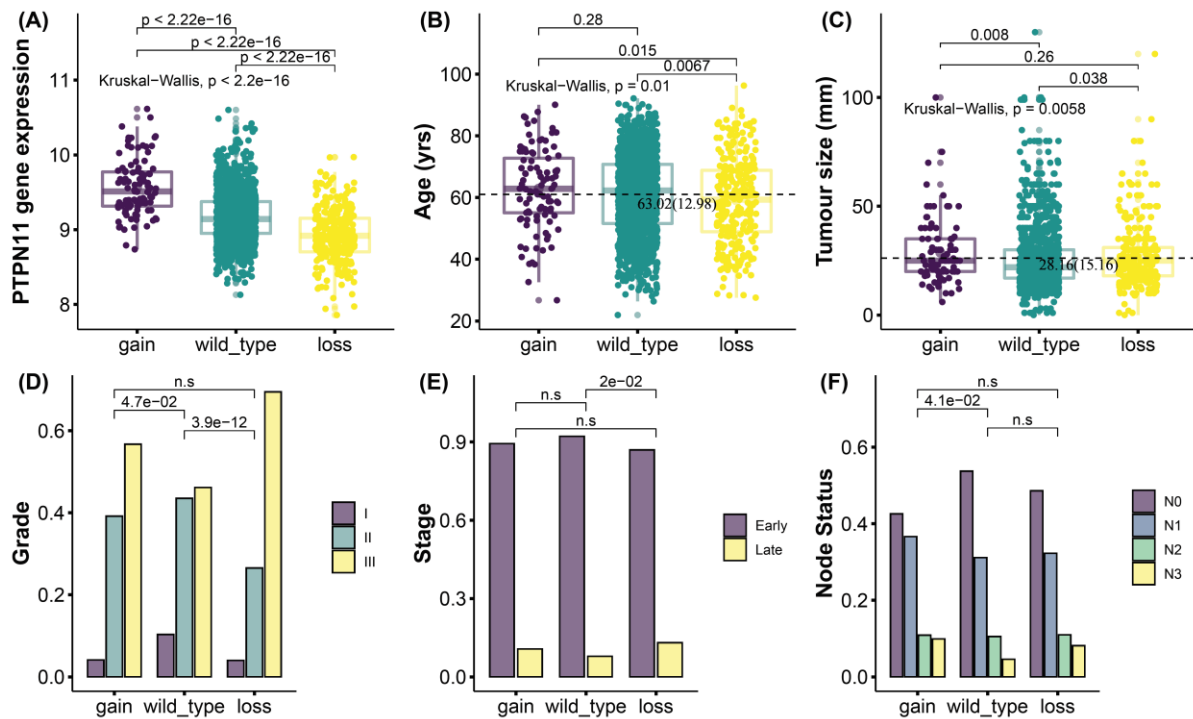 (A)
p < 2.22e−16
p < 2.22e−16
p < 2.22e−16
Kruskal−Wallis, p < 2.2e−16
PTPN11 gene expression
11
10
9
8
gain
wild_type
loss
(B)
0.28
0.015
0.0067
Kruskal−Wallis, p = 0.01
Age (yrs)
100
80
60
40
20
63.02(12.98)
gain
wild_type
loss
(C)
0.008
0.26
0.038
Kruskal−Wallis, p = 0.0058
Tumour size (mm)
100
50
0
28.16(15.16)
gain
wild_type
loss
(D)
n.s
4.7e−02
3.9e−12
Grade
0.6
0.4
0.2
0.0
gain
wild_type
loss
I
II
III
(E)
2e−02
n.s
n.s
Stage
0.9
0.6
0.3
0.0
gain
wild_type
loss
Early
Late
(F)
n.s
4.1e−02
n.s
Node Status
0.6
0.4
0.2
0.0
gain
wild_type
loss
N0
N1
N2
N3